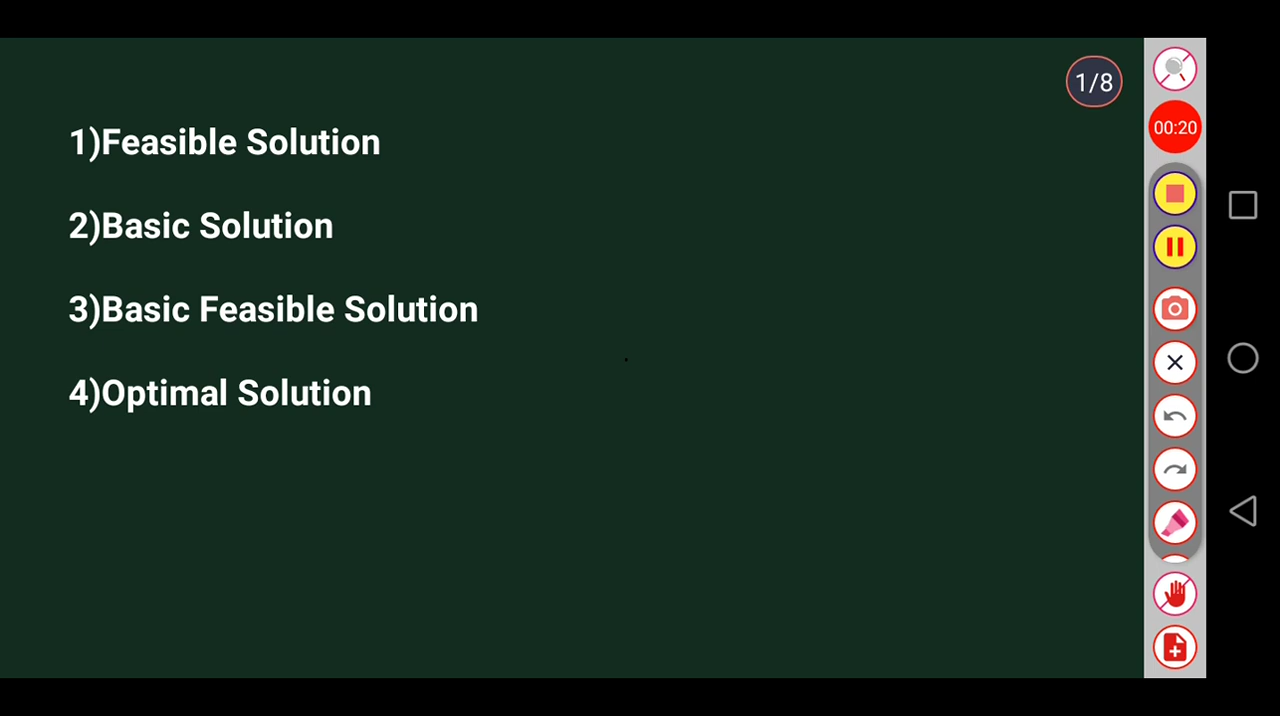 1/8
1)Feasible Solution
00:20
2)Basic Solution
3)Basic Feasible Solution
4)Optimal Solution